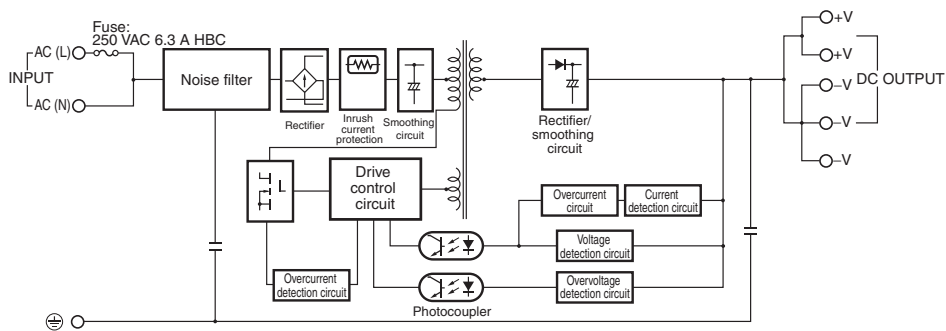 Fuse:
250 VAC 6.3 A HBC
AC (L)
INPUT
AC (N)
Noise filter
Rectifier
Inrush
current
protection
Smoothing
circuit
Rectifier/
smoothing
circuit
+V
+V
DC OUTPUT
–V
–V
–V
Drive
control
circuit
Overcurrent
circuit
Current
detection circuit
Voltage
detection circuit
Overcurrent
detection circuit
Overvoltage
detection circuit
Photocoupler